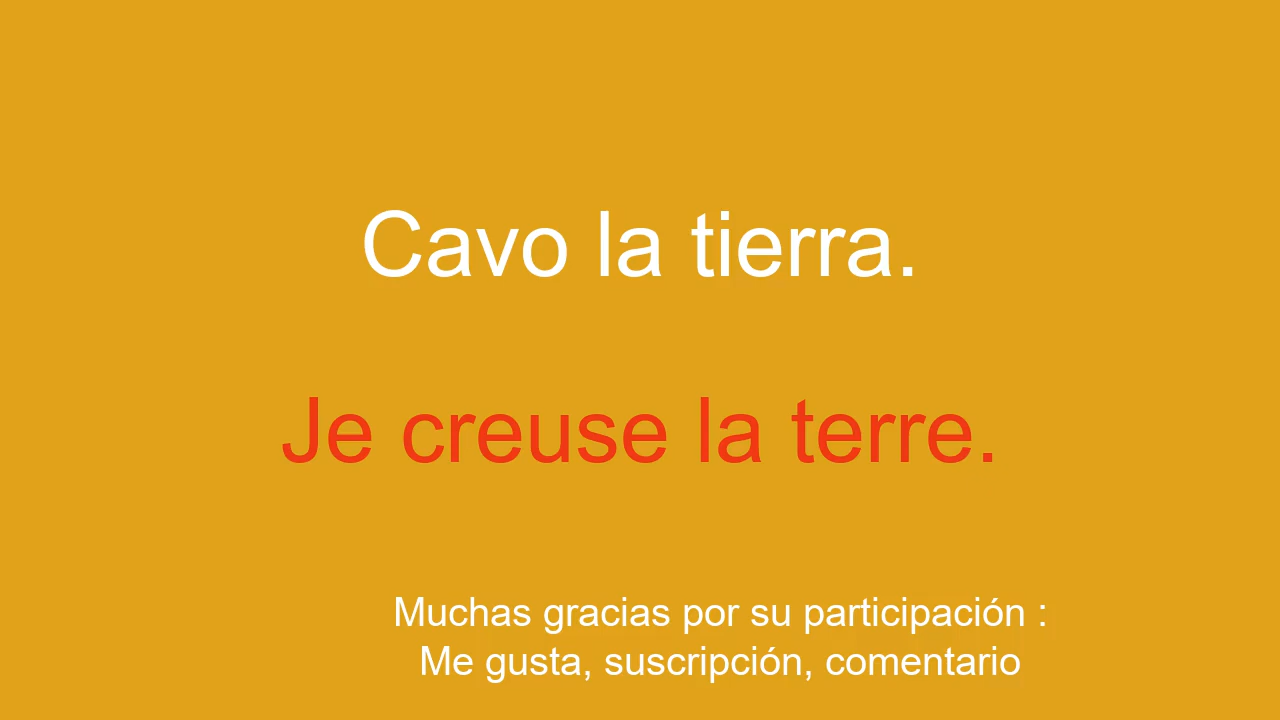 Cavo la tierra.
Je creuse la terre.
Muchas gracias por su participación :
Me gusta, suscripción, comentario